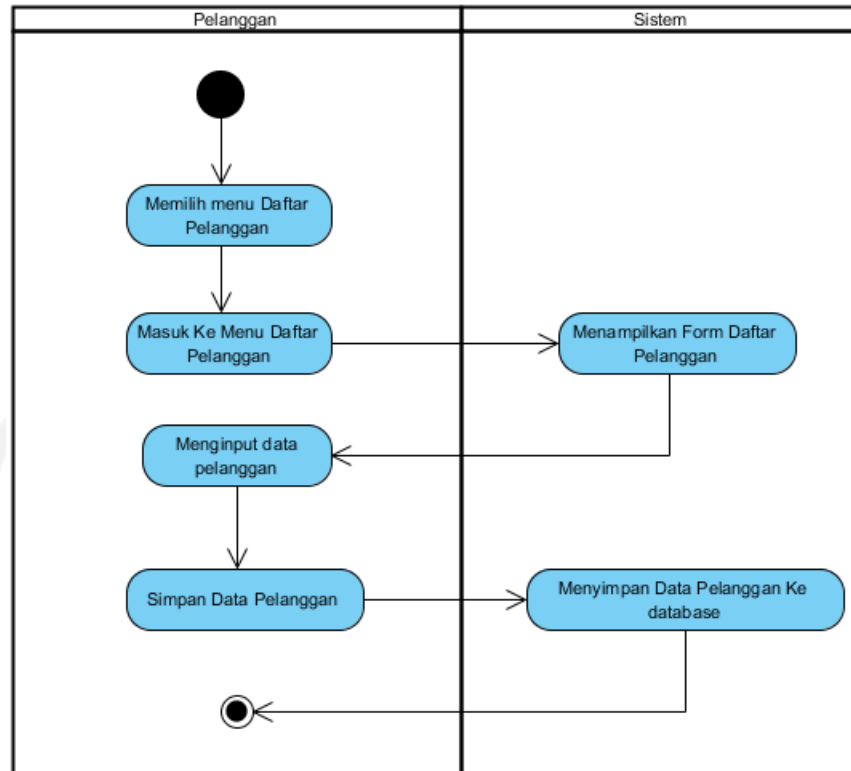 Pelanggan
Sistem
Memilih menu Daftar
Pelanggan
Masuk Ke Menu Daftar
Pelanggan
Menampilkan Form Daftar
Pelanggan
Menginput data
pelanggan
Simpan Data Pelanggan
Menyimpan Data Pelanggan Ke
database